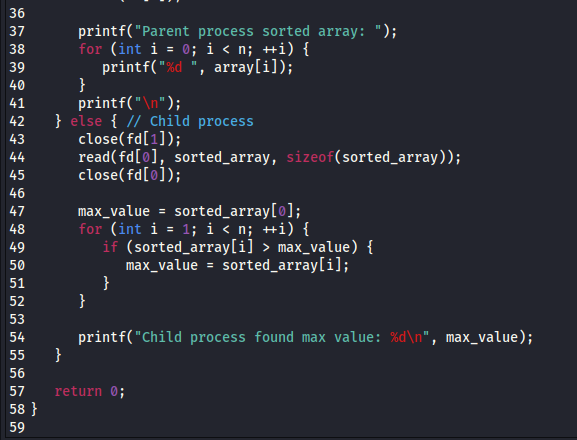 36
37 printf("Parent process sorted array: ");
38 for (int i = 0; i < n; ++i) {
39 printf("%d ", array[i]);
40 }
41 printf("\n");
42 } else { // Child process
43 close(fd[1]);
44 read(fd[0], sorted_array, sizeof(sorted_array));
45 close(fd[0]);
46
47 max_value = sorted_array[0];
48 for (int i = 1; i < n; ++i) {
49 if (sorted_array[i] > max_value) {
50 max_value = sorted_array[i];
51 }
52 }
53
54 printf("Child process found max value: %d\n", max_value);
55 }
56
57 return 0;
58 }
59